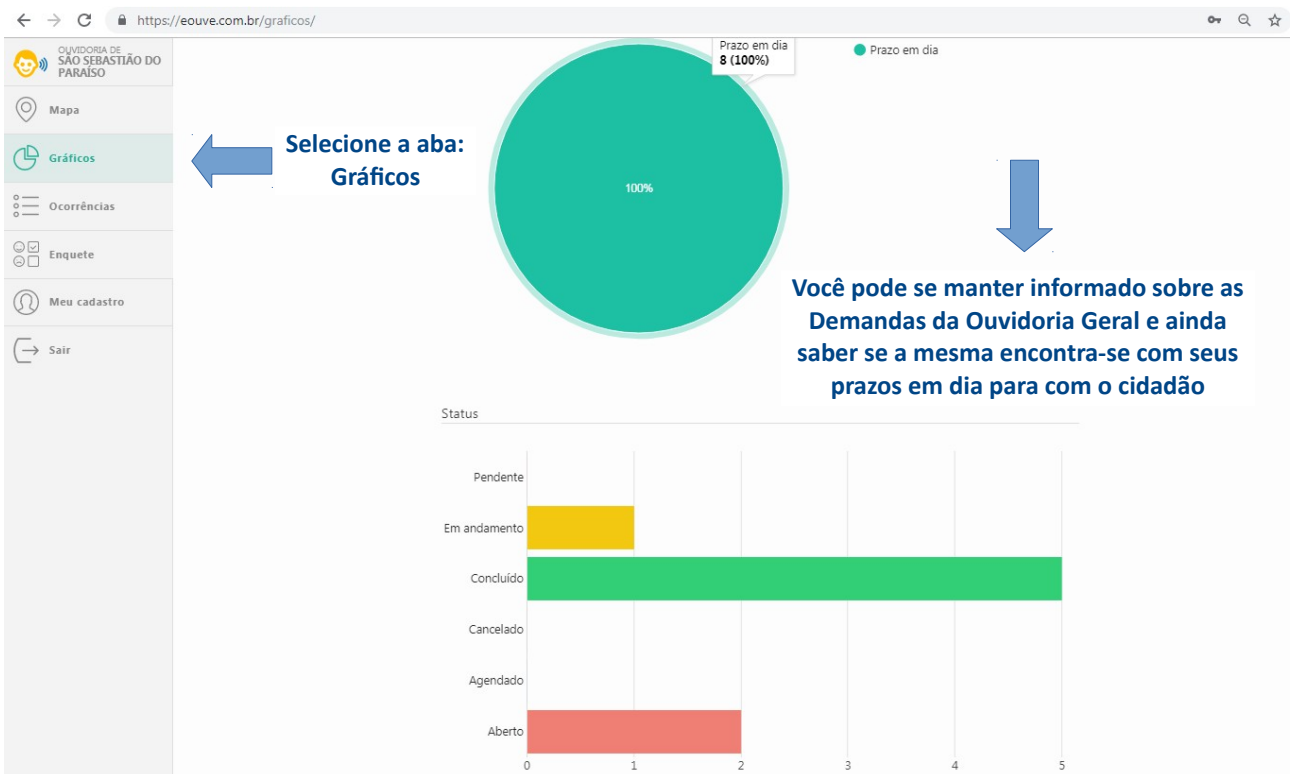 https://eouve.com.br/graficos/
OUVIDORIA DE
SÃO SEBASTIÃO DO
PARAÍSO
Mapa
Gráficos
Ocorrências
Enquete
Meu cadastro
Sair
Selecione a aba:
Gráficos
Prazo em dia
8 (100%)
Prazo em dia
100%
Você pode se manter informado sobre as
Demandas da Ouvidoria Geral e ainda
saber se a mesma encontra-se com seus
prazos em dia para com o cidadão
Status
Pendente
Em andamento
Concluído
Cancelado
Agendado
Aberto
0 1 2 3 4 5